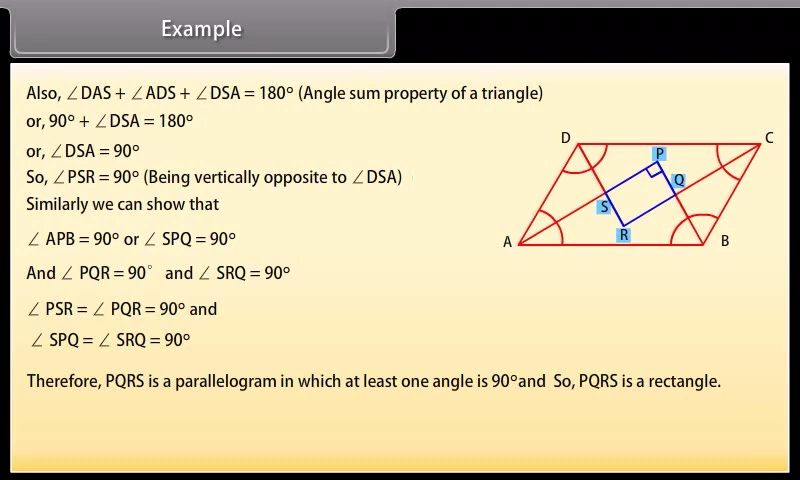 Example
Also, ∠DAS + ∠ADS + ∠DSA = 180° (Angle sum property of a triangle)
or, 90° + ∠DSA = 180°
or, ∠DSA = 90°
So, ∠PSR = 90° (Being vertically opposite to ∠DSA)
Similarly we can show that
∠ APB = 90° or ∠ SPQ = 90°
And ∠ PQR = 90° and ∠ SRQ = 90°
∠ PSR = ∠ PQR = 90° and
∠ SPQ = ∠ SRQ = 90°
Therefore, PQRS is a parallelogram in which at least one angle is 90°and So, PQRS is a rectangle.
D
C
P
Q
S
R
A
B